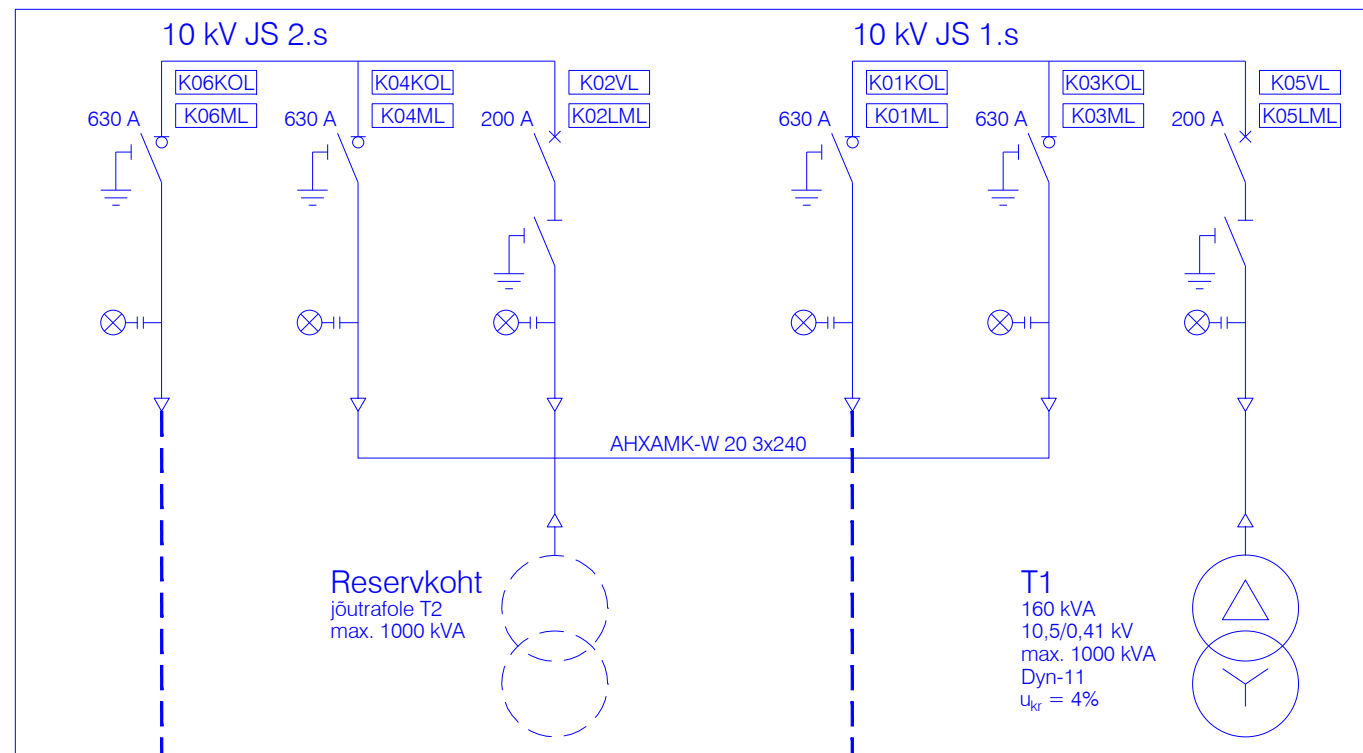 10 kV JS 2.s
10 kV JS 1.s
K06KOL
K04KOL
K02VL
K01KOL
K03KOL
K05VL
630 A
K06ML
630 A
K04ML
200 A
K02LML
630 A
K01ML
630 A
K03ML
200 A
K05LML
AHXAMK-W 20 3x240
Reservkoht
jõutrafole T2
max. 1000 kVA
T1
160 kVA
10,5/0,41 kV
max. 1000 kVA
Dyn-11
ukr = 4%